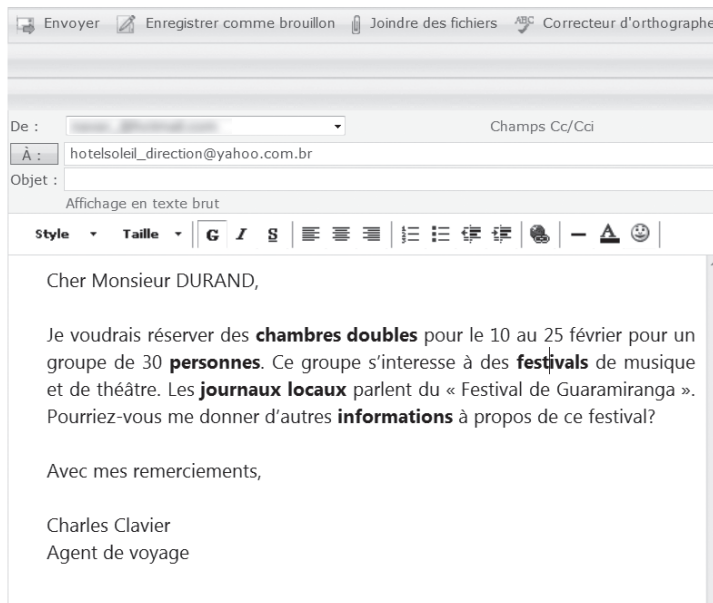 Envoyer Enregistrer comme brouillon Joindre des fichiers ABC Correcteur d'orthographe
De :
Champs Cc/Cci
À : hotelsoleil_direction@yahoo.com.br
Objet :
Affichage en texte brut
Style Taille G I S A
Cher Monsieur DURAND,
Je voudrais réserver des chambres doubles pour le 10 au 25 février pour un
groupe de 30 personnes. Ce groupe s’interesse à des festivals de musique
et de théâtre. Les journaux locaux parlent du « Festival de Guaramiranga ».
Pourriez-vous me donner d’autres informations à propos de ce festival?
Avec mes remerciements,
Charles Clavier
Agent de voyage